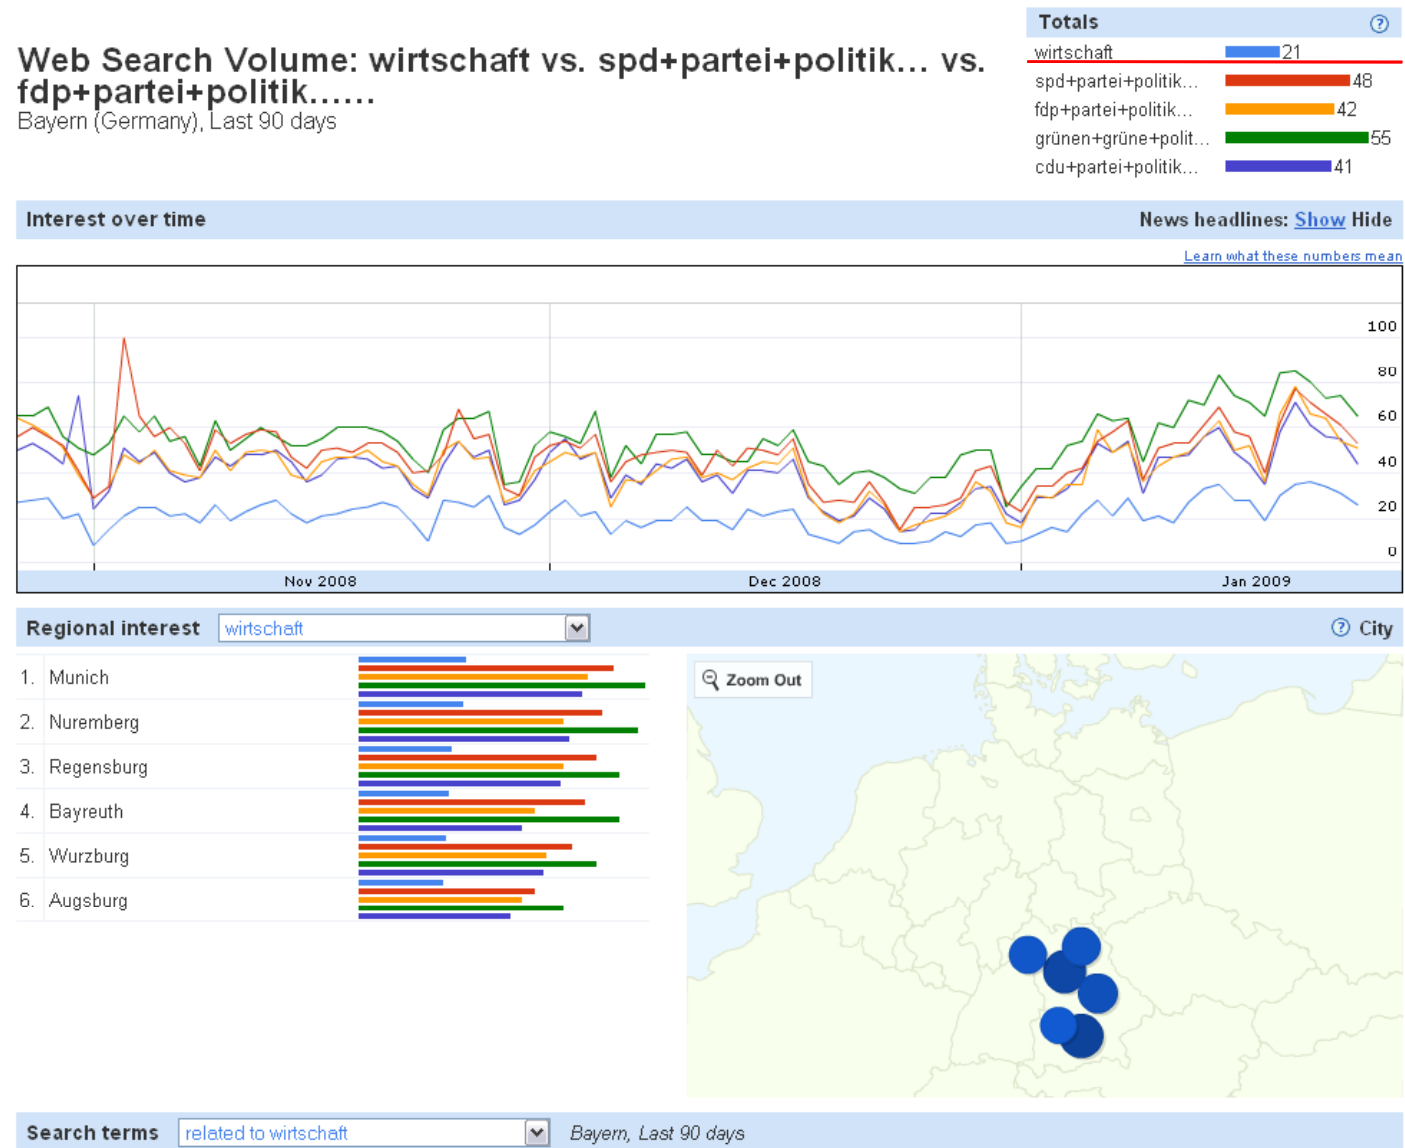 Web Search Volume: wirtschaft vs. spd+partei+politik... vs.
fdp+partei+politik......
Bayern (Germany), Last 90 days
Totals ?
wirtschaft 21
spd+partei+politik... 48
fdp+partei+politik... 42
grünen+grüne+polit... 55
cdu+partei+politik... 41
Interest over time News headlines: Show Hide
Learn what these numbers mean
100
80
60
40
20
0
Nov 2008 Dec 2008 Jan 2009
Regional interest wirtschaft ? City
1. Munich
2. Nuremberg
3. Regensburg
4. Bayreuth
5. Wurzburg
6. Augsburg
Zoom Out
Search terms related to wirtschaft Bayern, Last 90 days